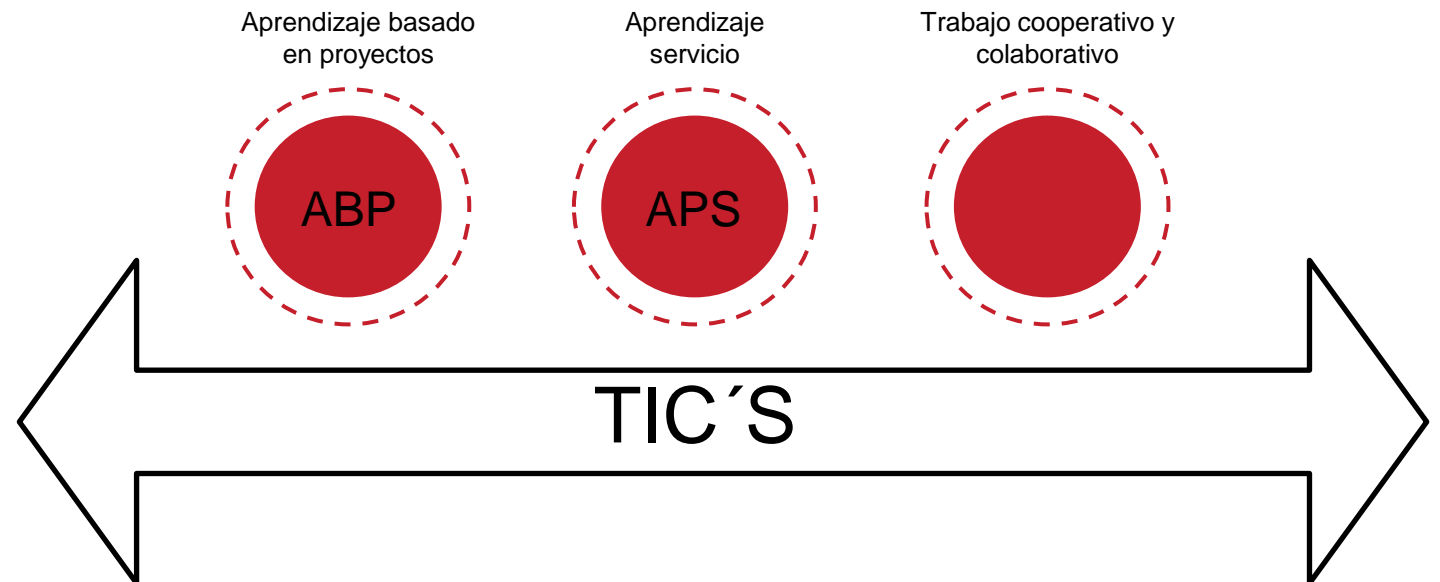 Aprendizaje basado
en proyectos
Aprendizaje
servicio
Trabajo cooperativo y
colaborativo
ABP
APS
TIC´S